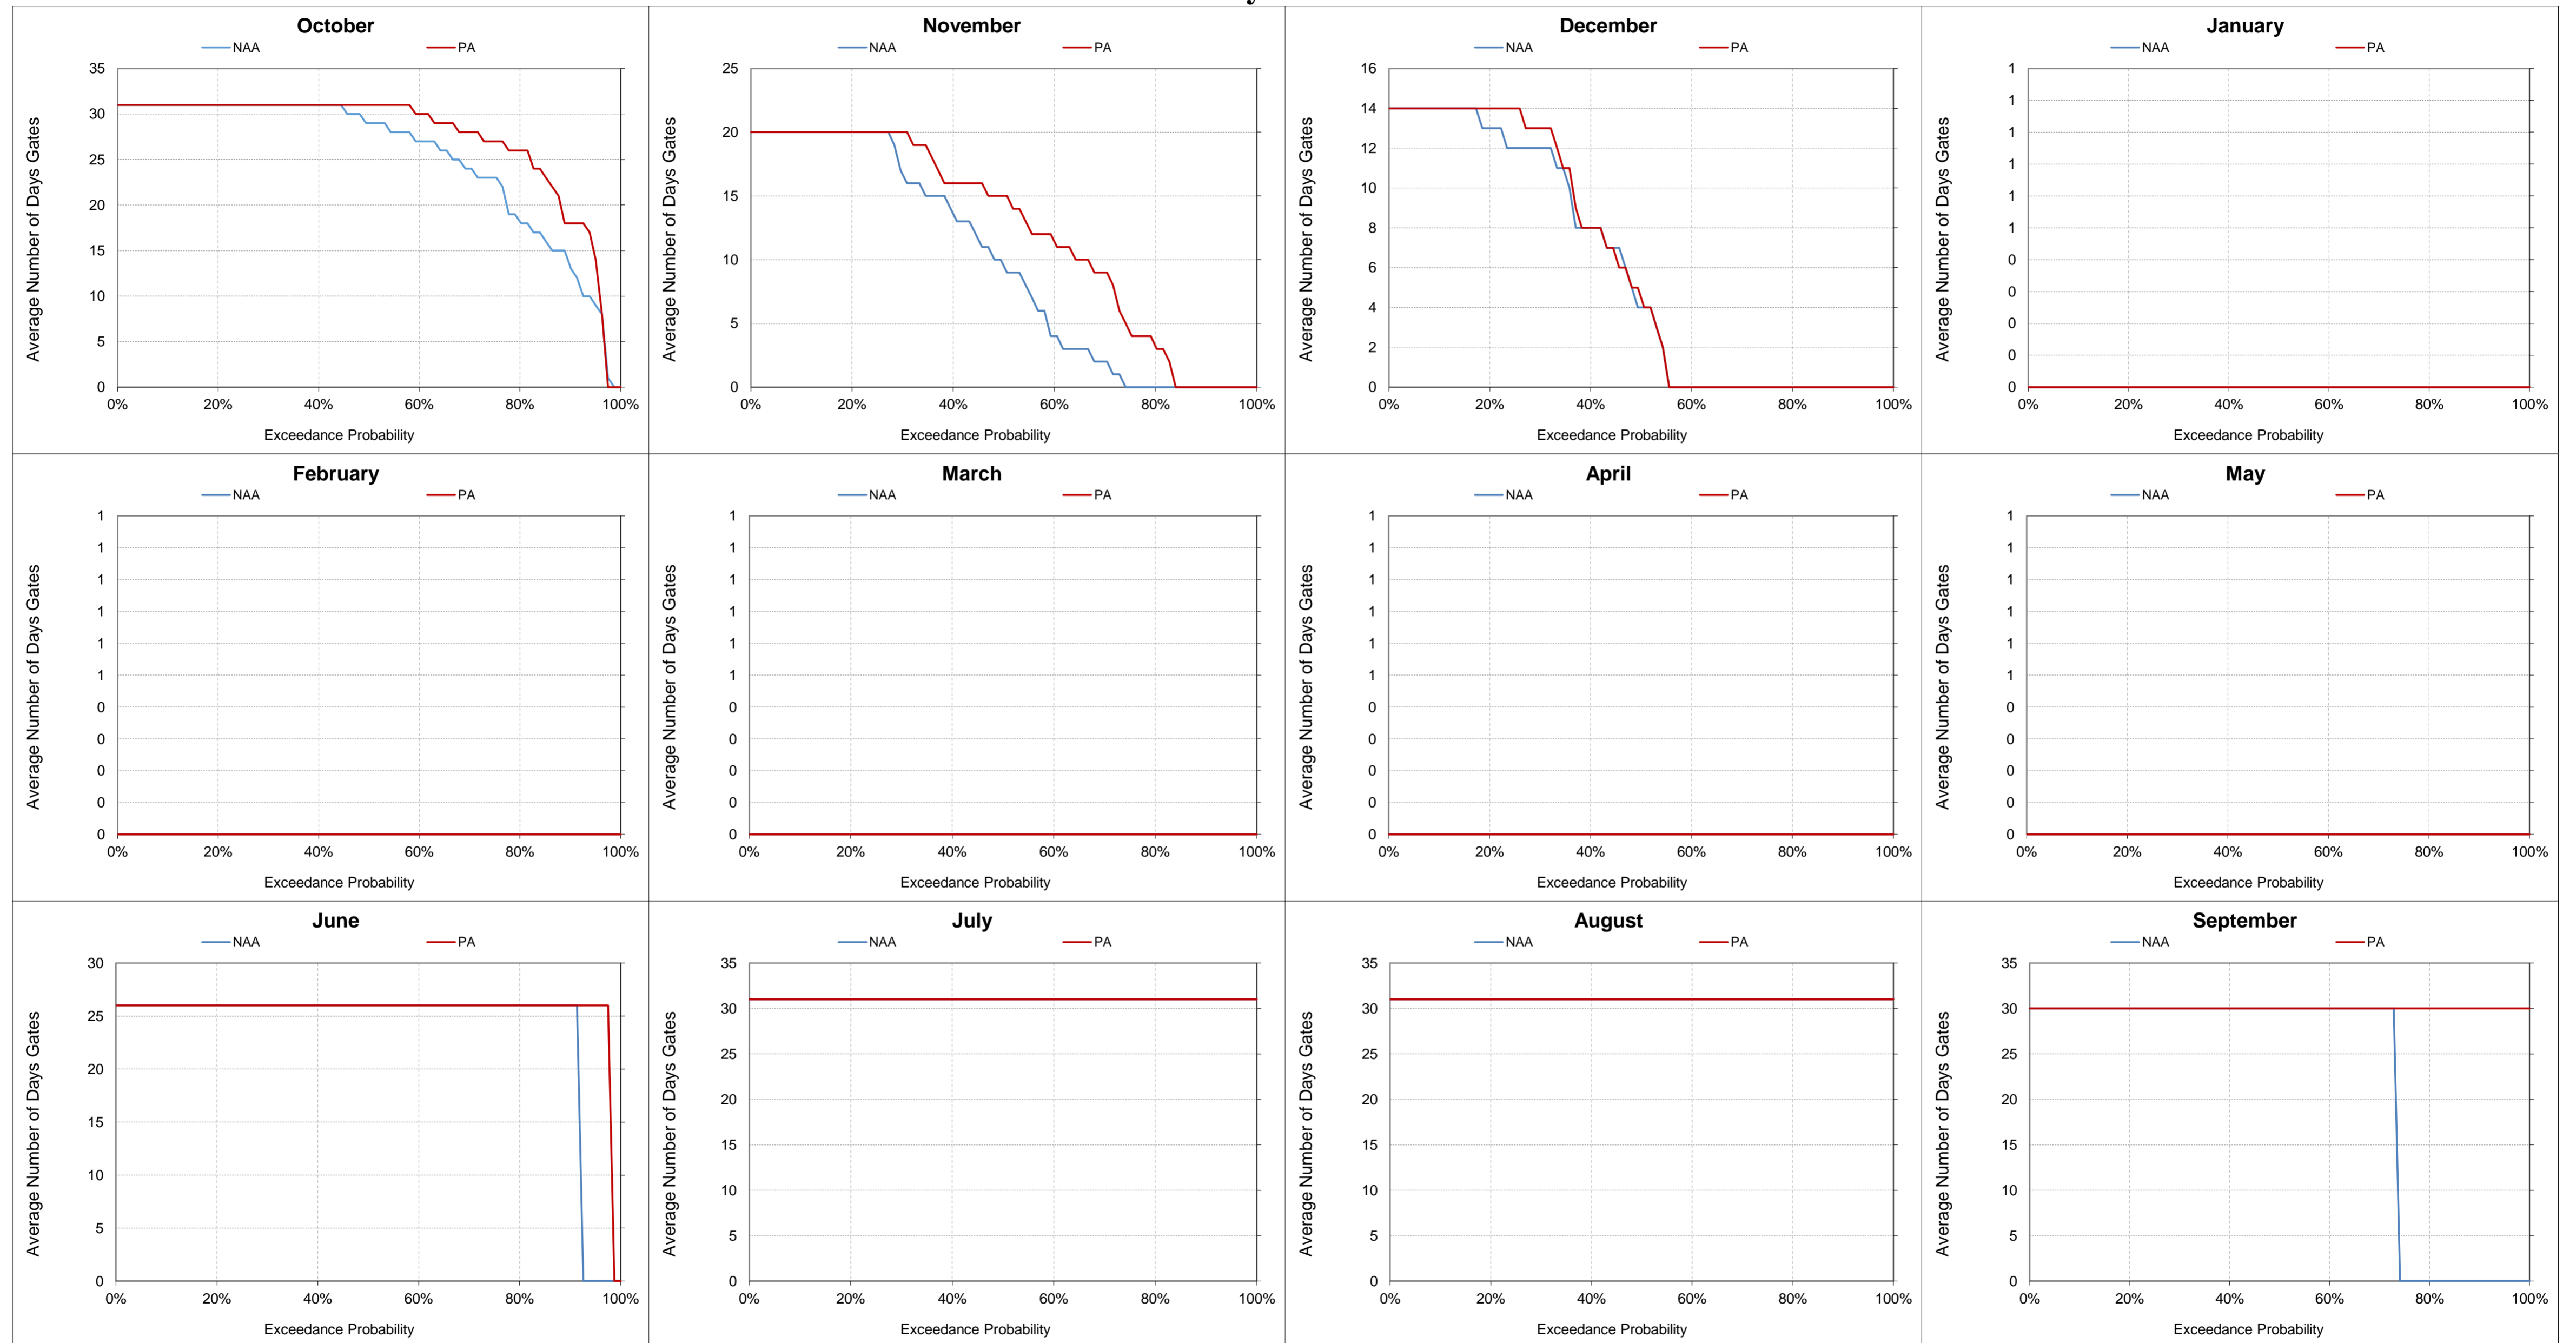 October
NAA PA
Average Number of Days Gates
35
30
25
20
15
10
5
0
0% 20% 40% 60% 80% 100%
Exceedance Probability
November
NAA PA
Average Number of Days Gates
25
20
15
10
5
0
0% 20% 40% 60% 80% 100%
Exceedance Probability
December
NAA PA
Average Number of Days Gates
16
14
12
10
8
6
4
2
0
0% 20% 40% 60% 80% 100%
Exceedance Probability
January
NAA PA
Average Number of Days Gates
1
1
1
1
1
1
0
0
0
0
0
0% 20% 40% 60% 80% 100%
Exceedance Probability
February
NAA PA
Average Number of Days Gates
1
1
1
1
1
1
0
0
0
0
0
0% 20% 40% 60% 80% 100%
Exceedance Probability
March
NAA PA
Average Number of Days Gates
1
1
1
1
1
1
0
0
0
0
0
0% 20% 40% 60% 80% 100%
Exceedance Probability
April
NAA PA
Average Number of Days Gates
1
1
1
1
1
1
0
0
0
0
0
0% 20% 40% 60% 80% 100%
Exceedance Probability
May
NAA PA
Average Number of Days Gates
1
1
1
1
1
1
0
0
0
0
0
0% 20% 40% 60% 80% 100%
Exceedance Probability
June
NAA PA
Average Number of Days Gates
30
25
20
15
10
5
0
0% 20% 40% 60% 80% 100%
Exceedance Probability
July
NAA PA
Average Number of Days Gates
35
30
25
20
15
10
5
0
0% 20% 40% 60% 80% 100%
Exceedance Probability
August
NAA PA
Average Number of Days Gates
35
30
25
20
15
10
5
0
0% 20% 40% 60% 80% 100%
Exceedance Probability
September
NAA PA
Average Number of Days Gates
35
30
25
20
15
10
5
0
0% 20% 40% 60% 80% 100%
Exceedance Probability